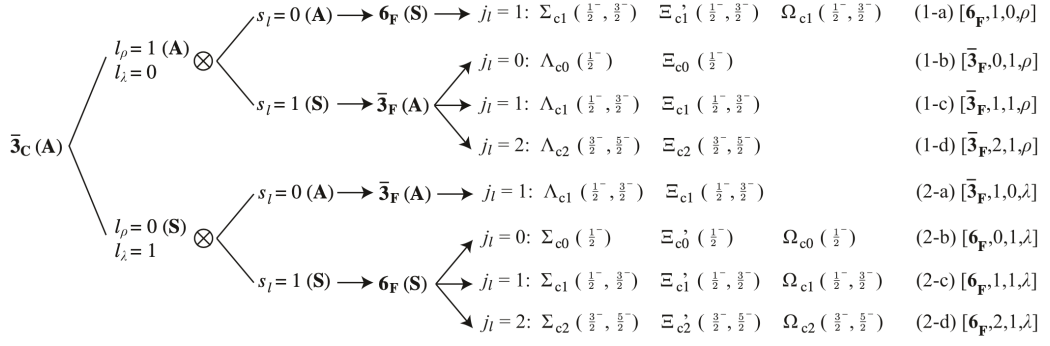 s_l = 0 (A) → 6_F (S) → j_l = 1: Σ_c1 (1/2⁻, 3/2⁻) Ξ'_c1 (1/2⁻, 3/2⁻) Ω_c1 (1/2⁻, 3/2⁻) (1-a) [6_F,1,0,ρ]
l_ρ = 1 (A)
l_λ = 0
⊗
j_l = 0: Λ_c0 (1/2⁻) Ξ_c0 (1/2⁻) (1-b) [3̄_F,0,1,ρ]
s_l = 1 (S) → 3̄_F (A) j_l = 1: Λ_c1 (1/2⁻, 3/2⁻) Ξ_c1 (1/2⁻, 3/2⁻) (1-c) [3̄_F,1,1,ρ]
j_l = 2: Λ_c2 (3/2⁻, 5/2⁻) Ξ_c2 (3/2⁻, 5/2⁻) (1-d) [3̄_F,2,1,ρ]
3̄_C (A)
s_l = 0 (A) → 3̄_F (A) → j_l = 1: Λ_c1 (1/2⁻, 3/2⁻) Ξ_c1 (1/2⁻, 3/2⁻) (2-a) [3̄_F,1,0,λ]
l_ρ = 0 (S)
l_λ = 1
⊗
j_l = 0: Σ_c0 (1/2⁻) Ξ'_c0 (1/2⁻) Ω_c0 (1/2⁻) (2-b) [6_F,0,1,λ]
s_l = 1 (S) → 6_F (S) j_l = 1: Σ_c1 (1/2⁻, 3/2⁻) Ξ'_c1 (1/2⁻, 3/2⁻) Ω_c1 (1/2⁻, 3/2⁻) (2-c) [6_F,1,1,λ]
j_l = 2: Σ_c2 (3/2⁻, 5/2⁻) Ξ'_c2 (3/2⁻, 5/2⁻) Ω_c2 (3/2⁻, 5/2⁻) (2-d) [6_F,2,1,λ]